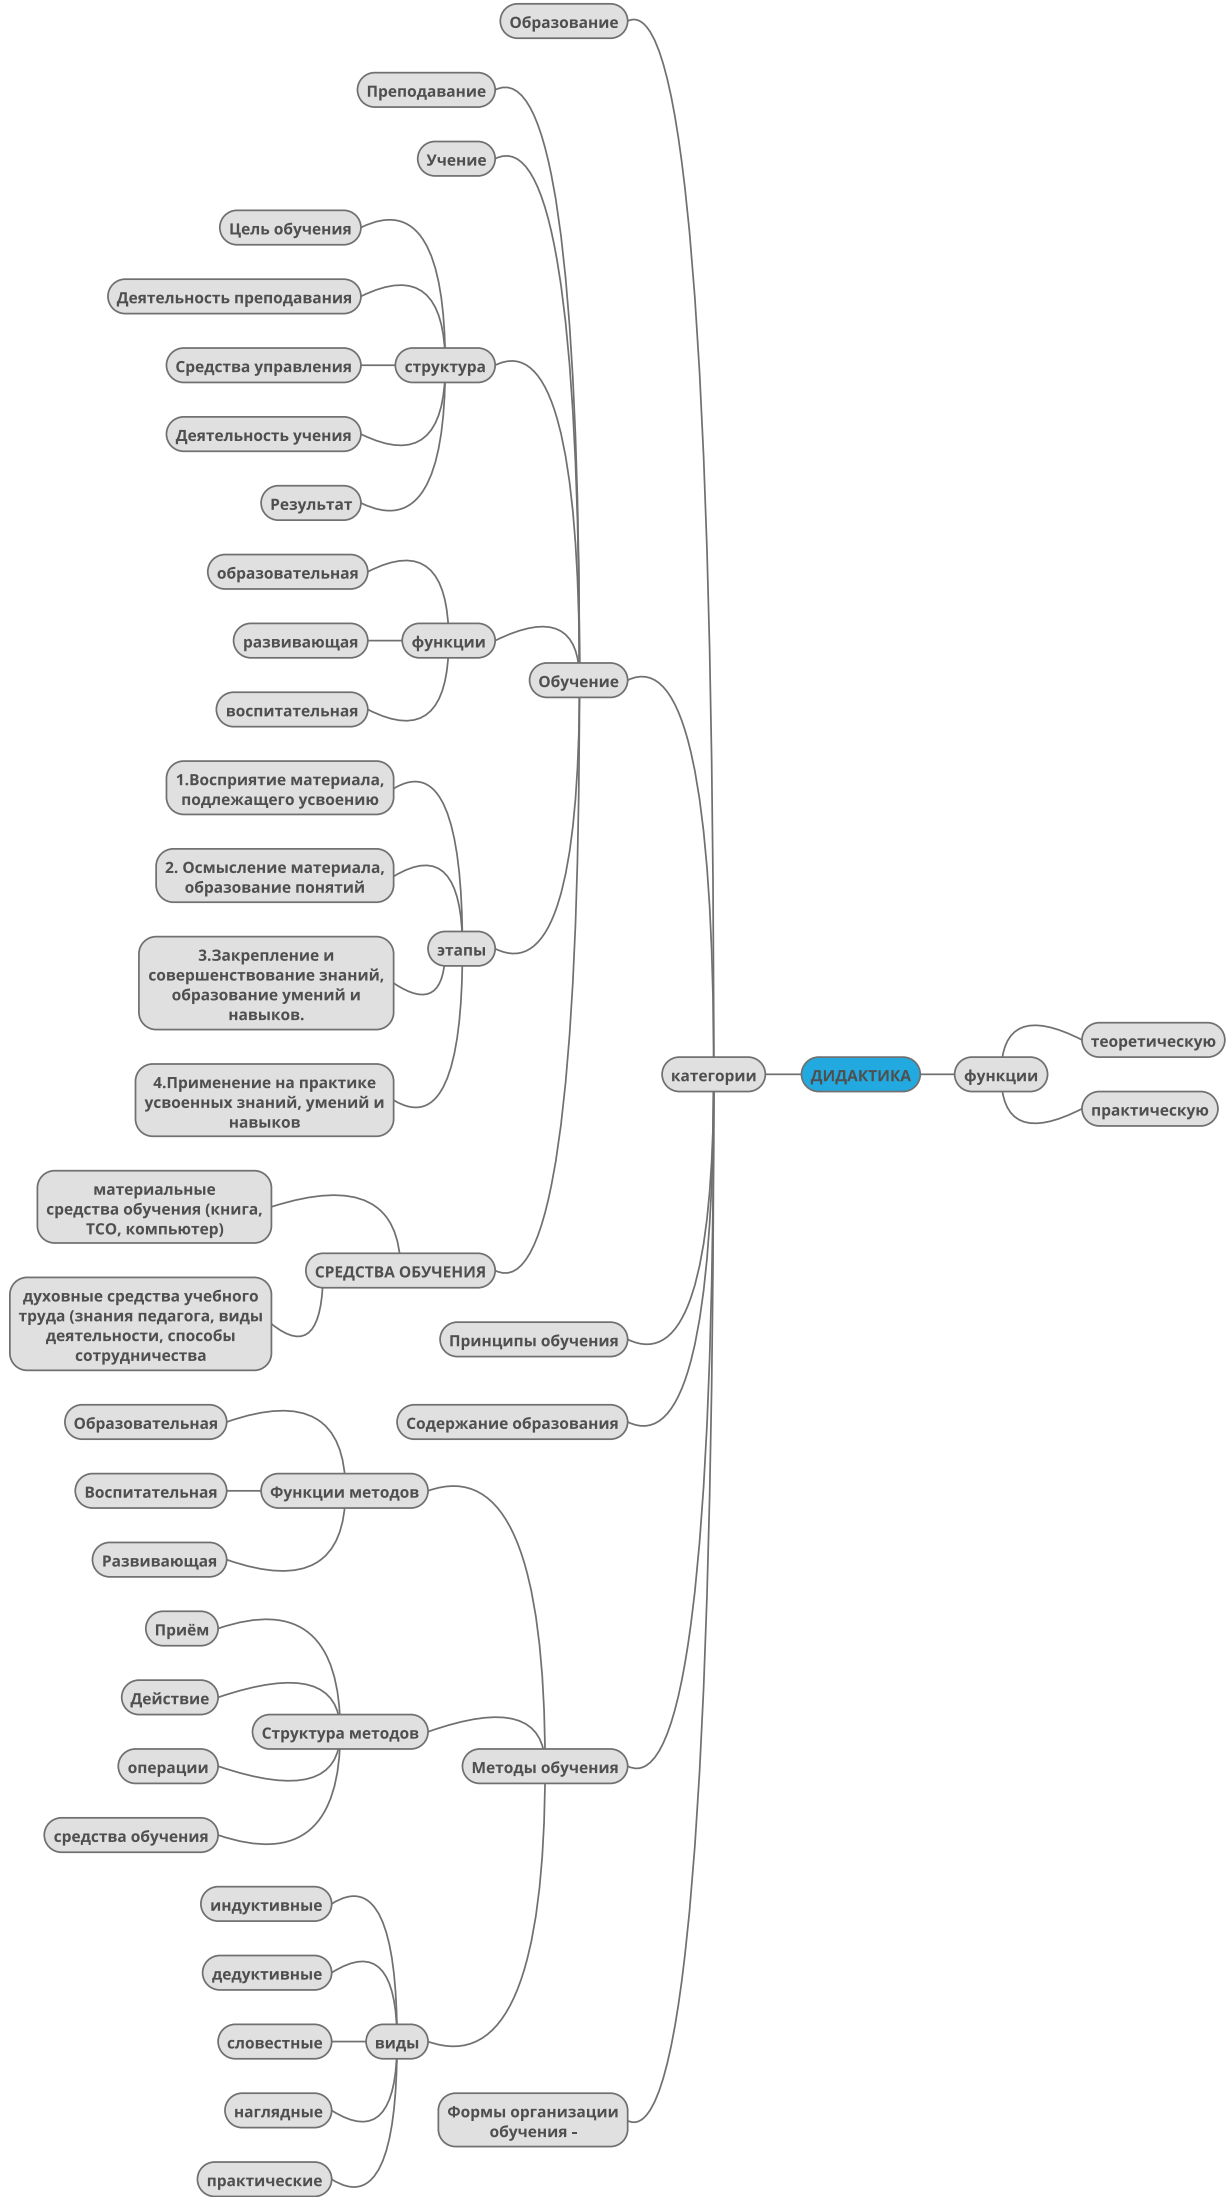 Образование
Преподавание
Учение
Цель обучения
Деятельность преподавания
Средства управления
структура
Деятельность учения
Результат
образовательная
развивающая
функции
воспитательная
Обучение
1.Восприятие материала,
подлежащего усвоению
2. Осмысление материала,
образование понятий
этапы
3.Закрепление и
совершенствование знаний,
образование умений и
навыков.
4.Применение на практике
усвоенных знаний, умений и
навыков
категории
ДИДАКТИКА
функции
теоретическую
практическую
материальные
средства обучения (книга,
ТСО, компьютер)
СРЕДСТВА ОБУЧЕНИЯ
духовные средства учебного
труда (знания педагога, виды
деятельности, способы
сотрудничества
Принципы обучения
Содержание образования
Образовательная
Воспитательная
Функции методов
Развивающая
Приём
Действие
Структура методов
операции
средства обучения
Методы обучения
индуктивные
дедуктивные
словестные
виды
наглядные
практические
Формы организации
обучения -